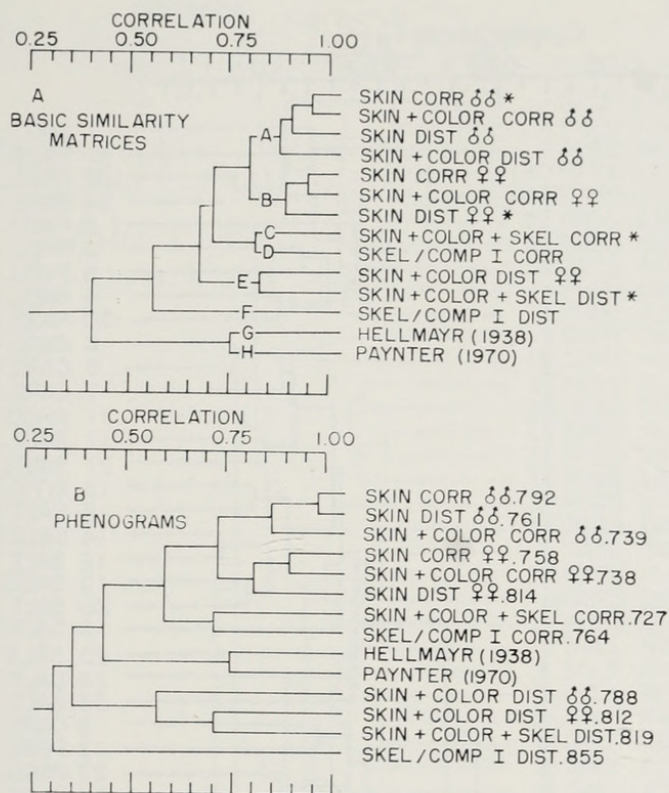 CORRELATION
0.25 0.50 0.75 1.00
A
BASIC SIMILARITY
MATRICES
SKIN CORR ♂♂ *
SKIN + COLOR CORR ♂♂
A SKIN DIST ♂♂
SKIN + COLOR DIST ♂♂
SKIN CORR ♀♀
B SKIN + COLOR CORR ♀♀
SKIN DIST ♀♀ *
C SKIN + COLOR + SKEL CORR *
D SKEL/COMP I CORR
E SKIN + COLOR DIST ♀♀
SKIN + COLOR + SKEL DIST *
F SKEL/COMP I DIST
G HELLMAYR (1938)
H PAYNTER (1970)
CORRELATION
0.25 0.50 0.75 1.00
B
PHENOGRAMS
SKIN CORR ♂♂.792
SKIN DIST ♂♂.761
SKIN + COLOR CORR ♂♂.739
SKIN CORR ♀♀.758
SKIN + COLOR CORR ♀♀.738
SKIN DIST ♀♀.814
SKIN + COLOR + SKEL CORR.727
SKEL/COMP I CORR.764
HELLMAYR (1938)
PAYNTER (1970)
SKIN + COLOR DIST ♂♂.788
SKIN + COLOR DIST ♀♀.812
SKIN + COLOR + SKEL DIST.819
SKEL/COMP I DIST.855